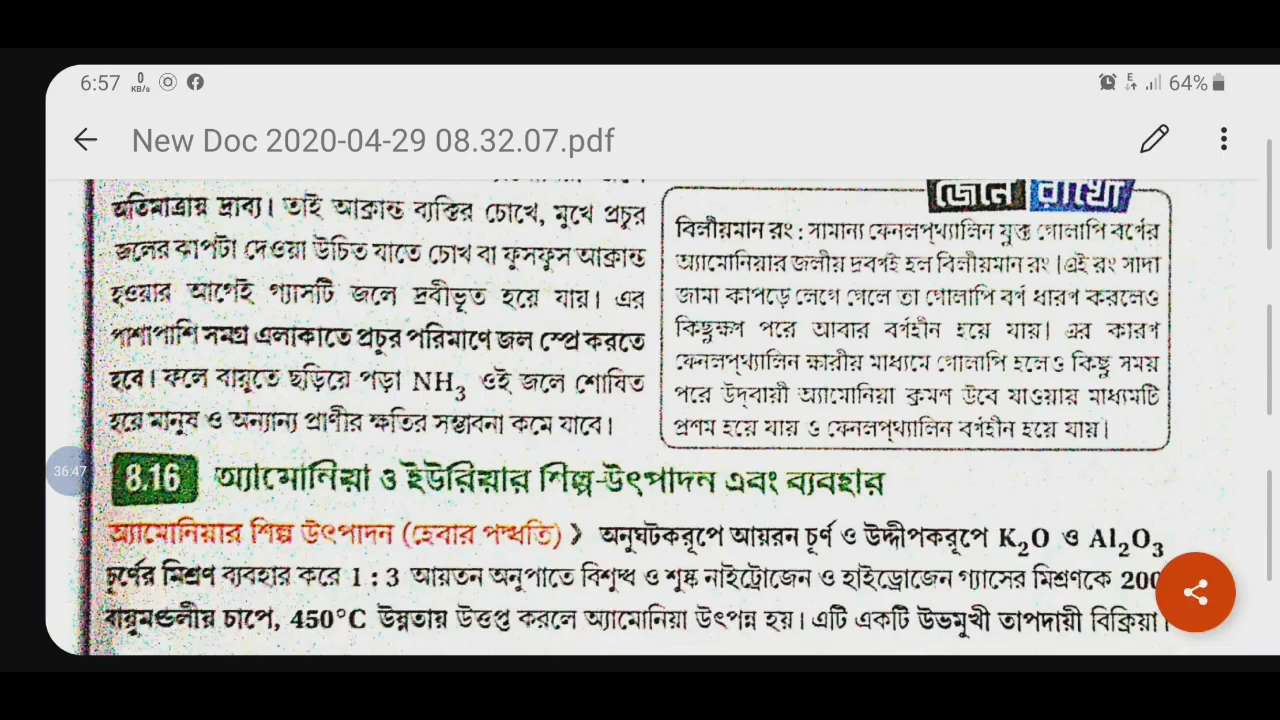 6:57 0 KB/s E 64%
New Doc 2020-04-29 08.32.07.pdf
অতিমাত্রায় দ্রাব্য। তাই আক্রান্ত ব্যক্তির চোখে, মুখে প্রচুর
জলের ঝাপটা দেওয়া উচিত যাতে চোখ বা ফুসফুস আক্রান্ত
হওয়ার আগেই গ্যাসটি জলে দ্রবীভূত হয়ে যায়। এর
পাশাপাশি সমগ্র এলাকাতে প্রচুর পরিমাণে জল স্প্রে করতে
হবে। ফলে বায়ুতে ছড়িয়ে পড়া NH₃ ওই জলে শোষিত
হয়ে মানুষ ও অন্যান্য প্রাণীর ক্ষতির সম্ভাবনা কমে যাবে।
জেনে রাখো
বিলীয়মান রং : সামান্য ফেনলপ্‌থ্যালিন যুক্ত গোলাপি বর্ণের
অ্যামোনিয়ার জলীয় দ্রবণই হল বিলীয়মান রং। এই রং সাদা
জামা কাপড়ে লেগে গেলে তা গোলাপি বর্ণ ধারণ করলেও
কিছুক্ষণ পরে আবার বর্ণহীন হয়ে যায়। এর কারণ
ফেনলপ্‌থ্যালিন ক্ষারীয় মাধ্যমে গোলাপি হলেও কিছু সময়
পরে উদ্‌বায়ী অ্যামোনিয়া ক্রমশ উবে যাওয়ায় মাধ্যমটি
প্রশম হয়ে যায় ও ফেনলপ্‌থ্যালিন বর্ণহীন হয়ে যায়।
36:47
8.16 অ্যামোনিয়া ও ইউরিয়ার শিল্প-উৎপাদন এবং ব্যবহার
অ্যামোনিয়ার শিল্প উৎপাদন (হেবার পদ্ধতি) ❯ অনুঘটকরূপে আয়রন চূর্ণ ও উদ্দীপকরূপে K₂O ও Al₂O₃
চূর্ণের মিশ্রণ ব্যবহার করে 1 : 3 আয়তন অনুপাতে বিশুদ্ধ ও শুষ্ক নাইট্রোজেন ও হাইড্রোজেন গ্যাসের মিশ্রণকে 200
বায়ুমণ্ডলীয় চাপে, 450°C উষ্ণতায় উত্তপ্ত করলে অ্যামোনিয়া উৎপন্ন হয়। এটি একটি উভমুখী তাপদায়ী বিক্রিয়া।